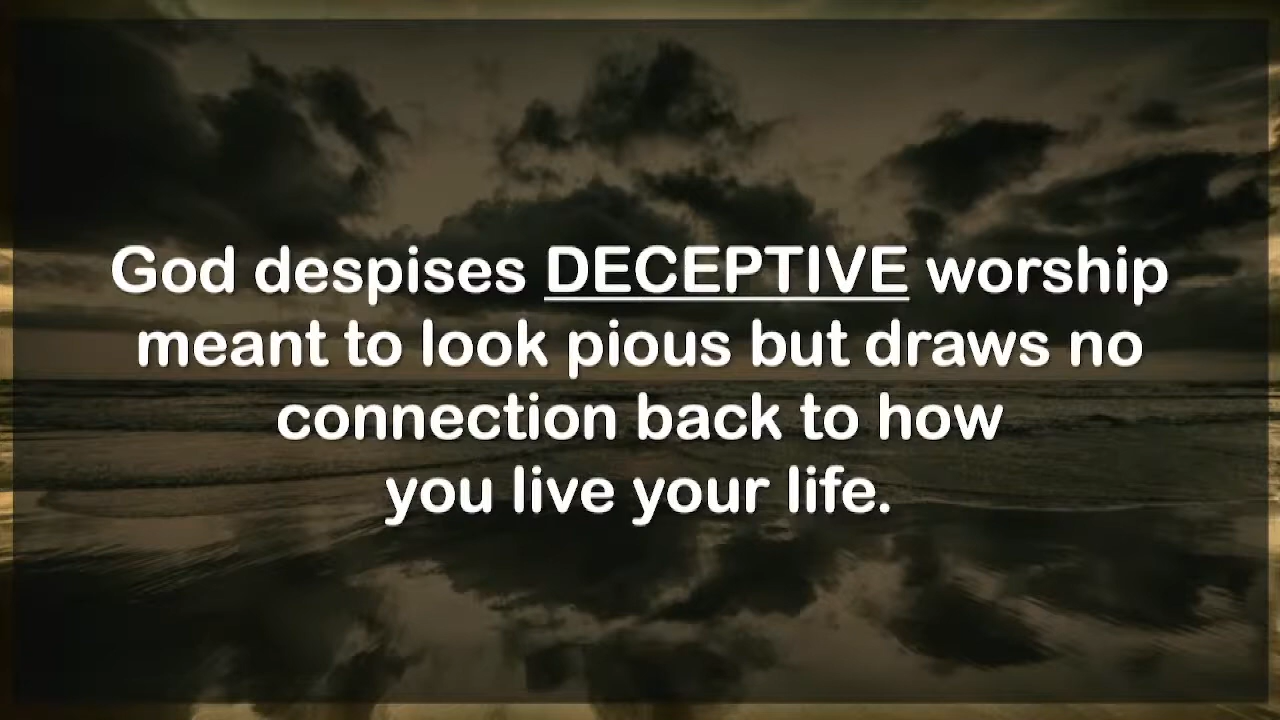 God despises DECEPTIVE worship
meant to look pious but draws no
connection back to how
you live your life.